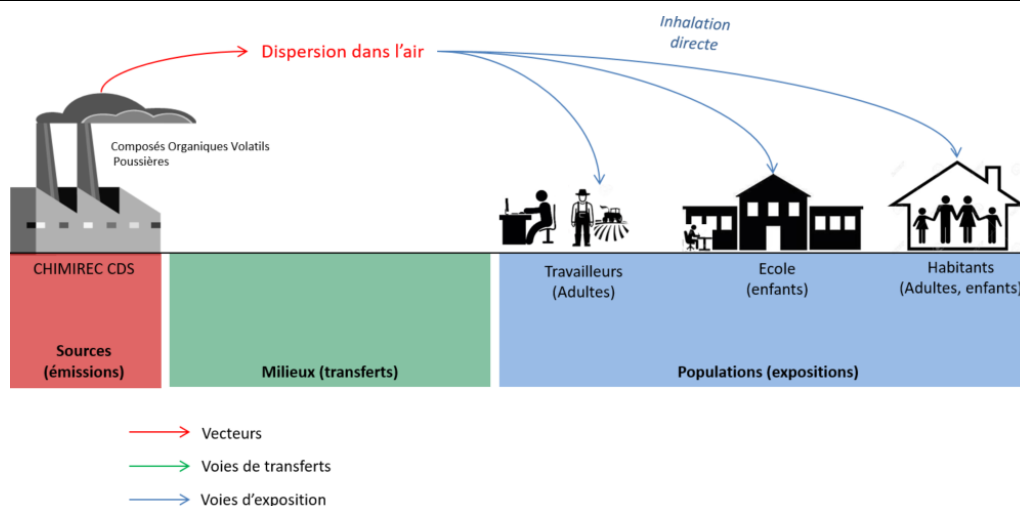 Inhalation
directe
Dispersion dans l'air
Composés Organiques Volatils
Poussières
CHIMIREC CDS
Travailleurs
(Adultes)
Ecole
(enfants)
Habitants
(Adultes, enfants)
Sources
(émissions)
Milieux (transferts)
Populations (expositions)
Vecteurs
Voies de transferts
Voies d'exposition